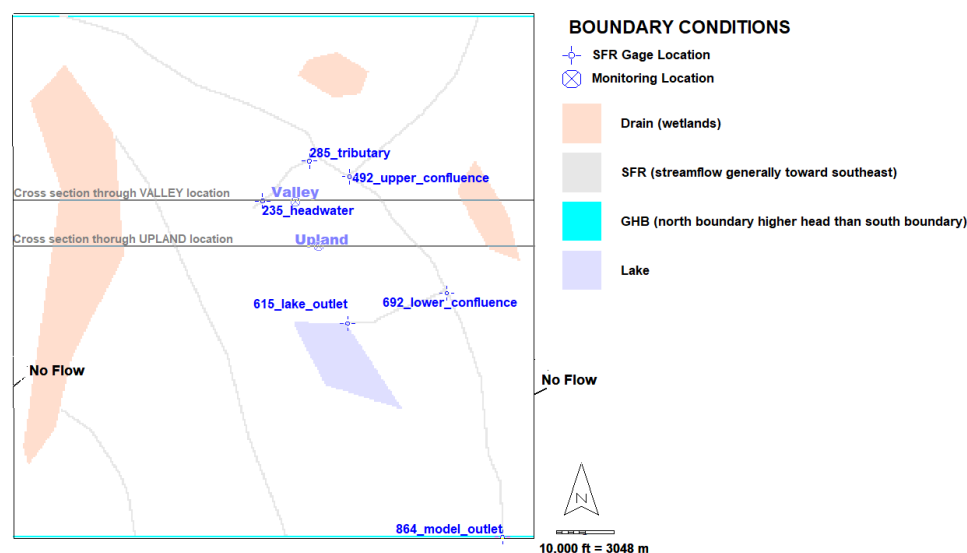 BOUNDARY CONDITIONS
SFR Gage Location
Monitoring Location
Drain (wetlands)
SFR (streamflow generally toward southeast)
GHB (north boundary higher head than south boundary)
Lake
285_tributary
492_upper_confluence
Cross section through VALLEY location
Valley
235_headwater
Cross section thorugh UPLAND location
Upland
615_lake_outlet
692_lower_confluence
No Flow
No Flow
864_model_outlet
N
10,000 ft = 3048 m